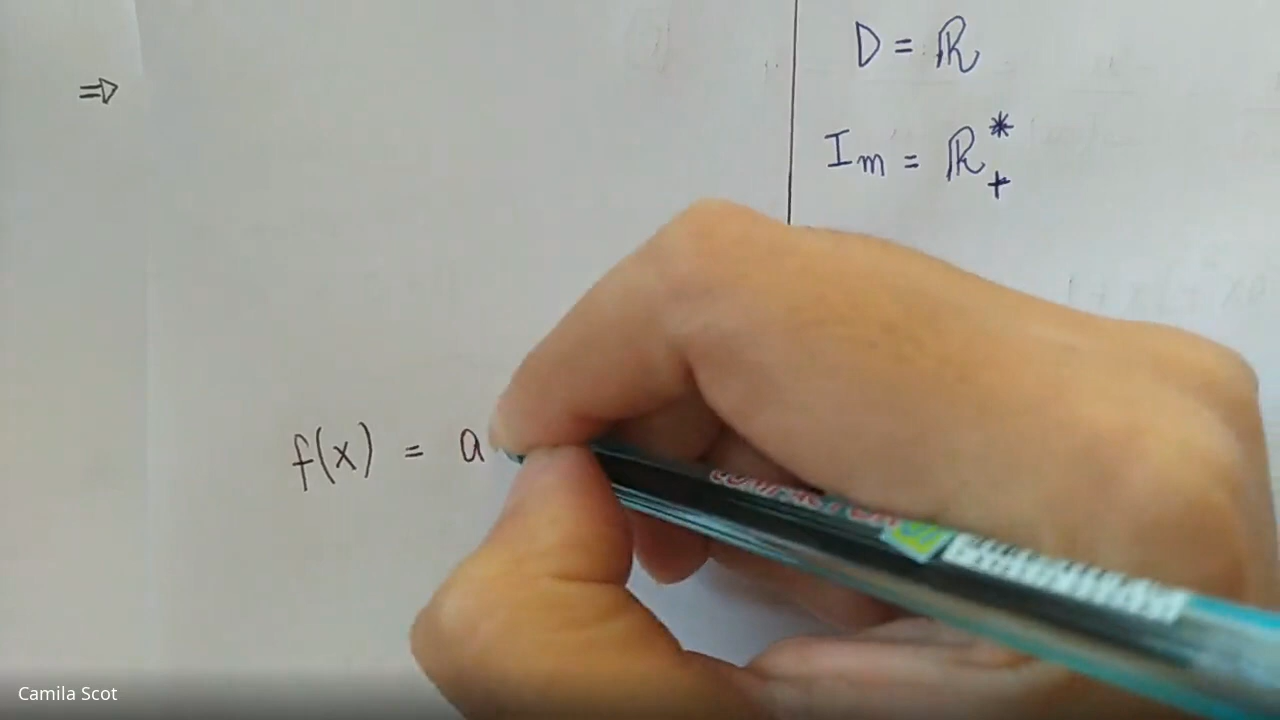 ⇒
D = ℝ
Im = ℝ*₊
f(x) = a
Camila Scot